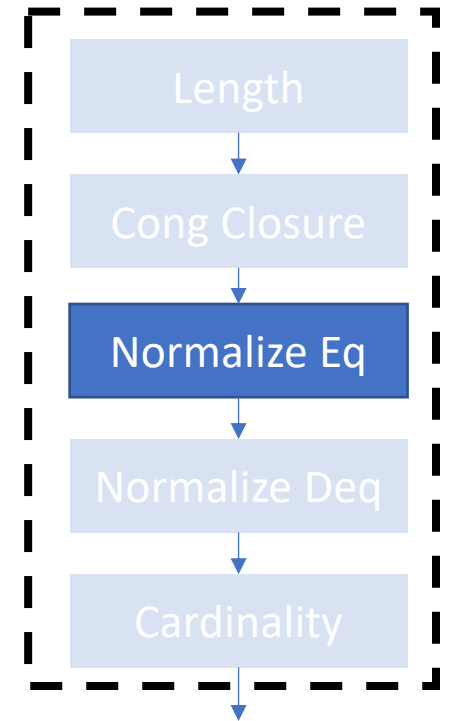 Length
Cong Closure
Normalize Eq
Normalize Deq
Cardinality